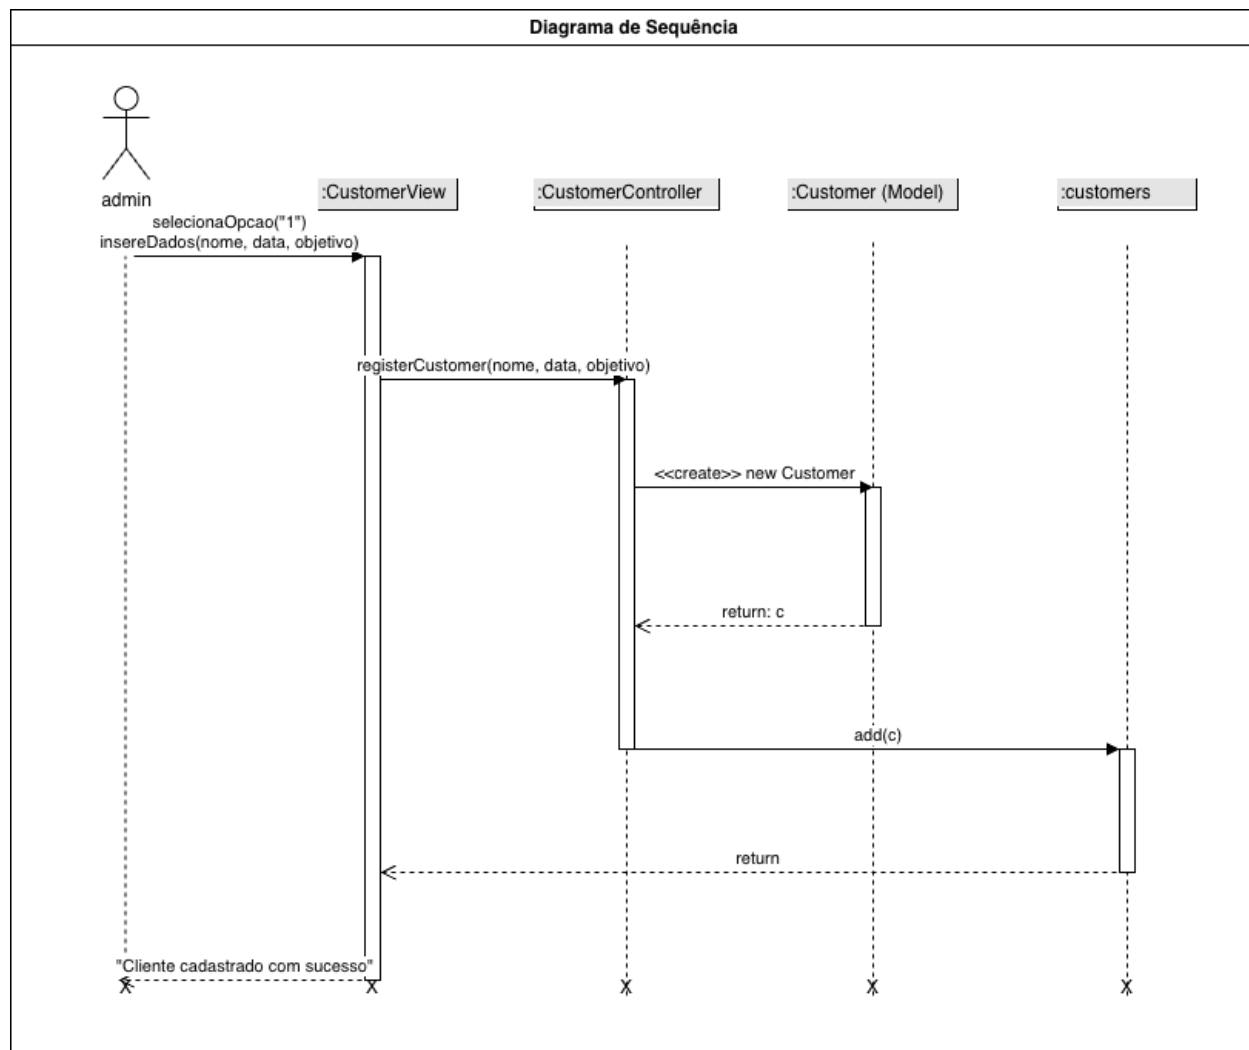 Diagrama de Sequência
admin
:CustomerView
:CustomerController
:Customer (Model)
:customers
selecionaOpcao("1")
insereDados(nome, data, objetivo)
registerCustomer(nome, data, objetivo)
<<create>> new Customer
return: c
add(c)
return
"Cliente cadastrado com sucesso"
X X X X X